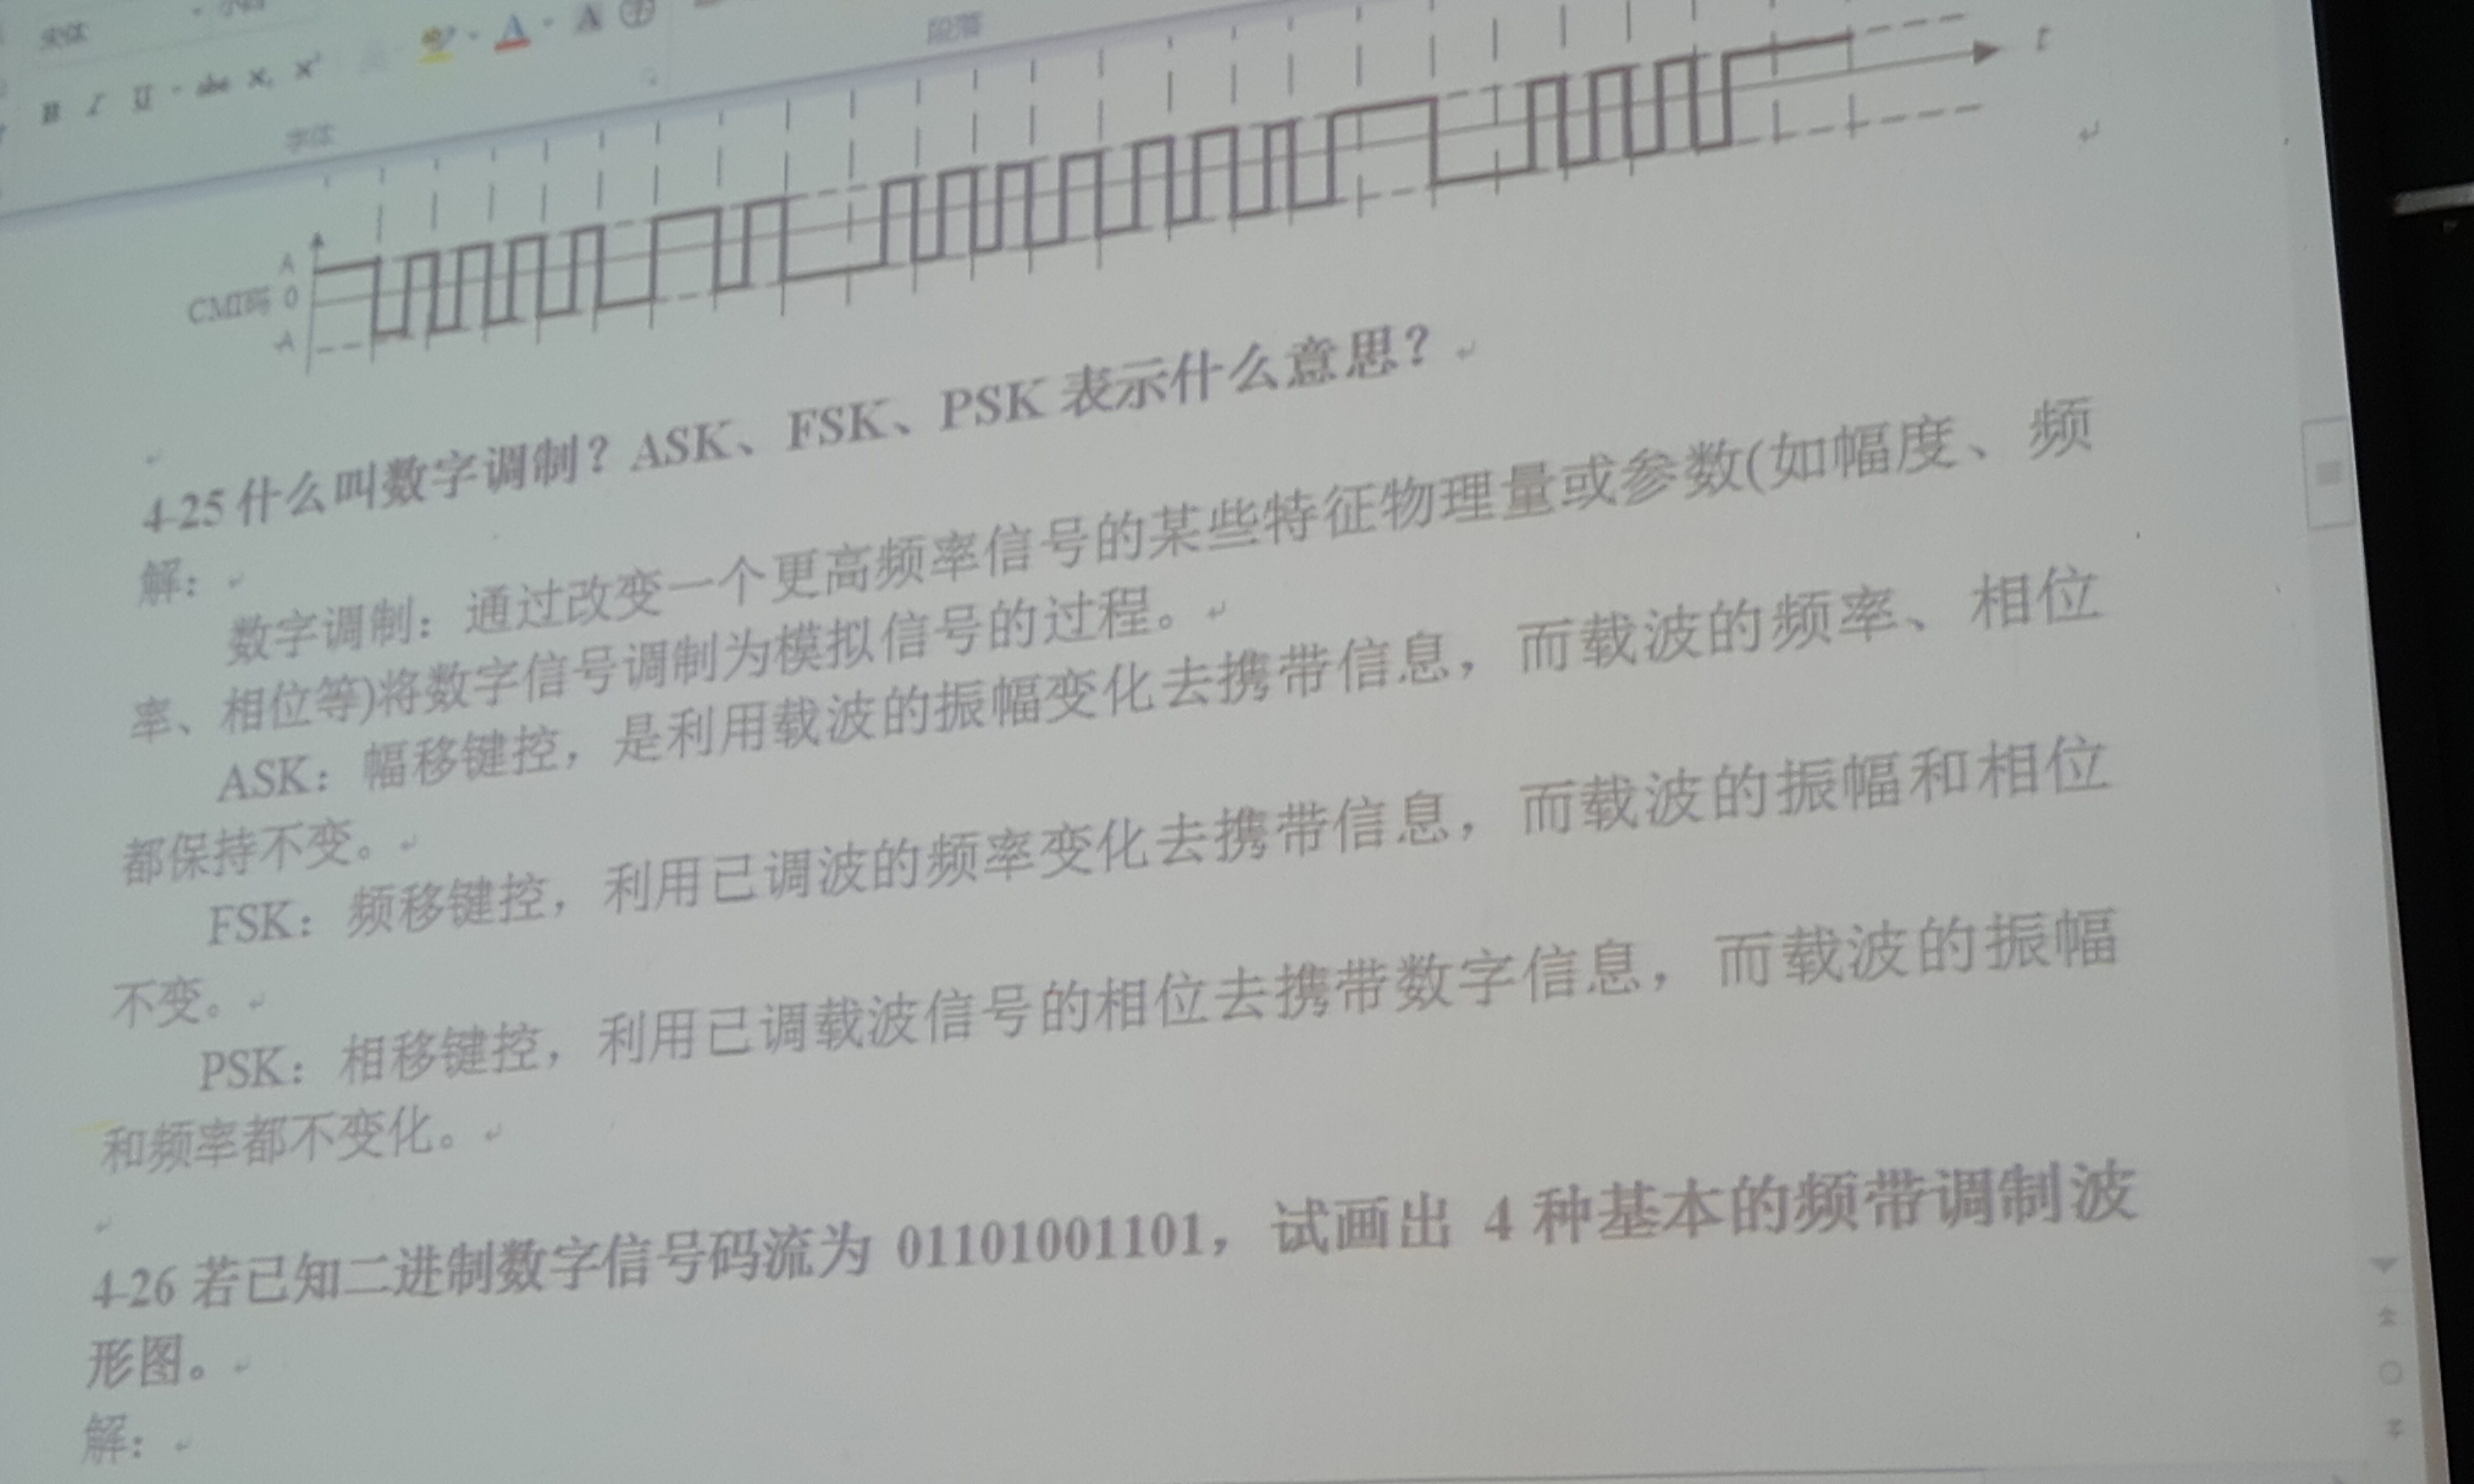 宋体 小四
B I U abc X₂ X² A A
字体 段落
t
A
CMI码 0
-A
4-25 什么叫数字调制？ASK、FSK、PSK 表示什么意思？
解：
数字调制：通过改变一个更高频率信号的某些特征物理量或参数(如幅度、频
率、相位等)将数字信号调制为模拟信号的过程。
ASK：幅移键控，是利用载波的振幅变化去携带信息，而载波的频率、相位
都保持不变。
FSK：频移键控，利用已调波的频率变化去携带信息，而载波的振幅和相位
不变。
PSK：相移键控，利用已调载波信号的相位去携带数字信息，而载波的振幅
和频率都不变化。
4-26 若已知二进制数字信号码流为 01101001101，试画出 4 种基本的频带调制波
形图。
解：